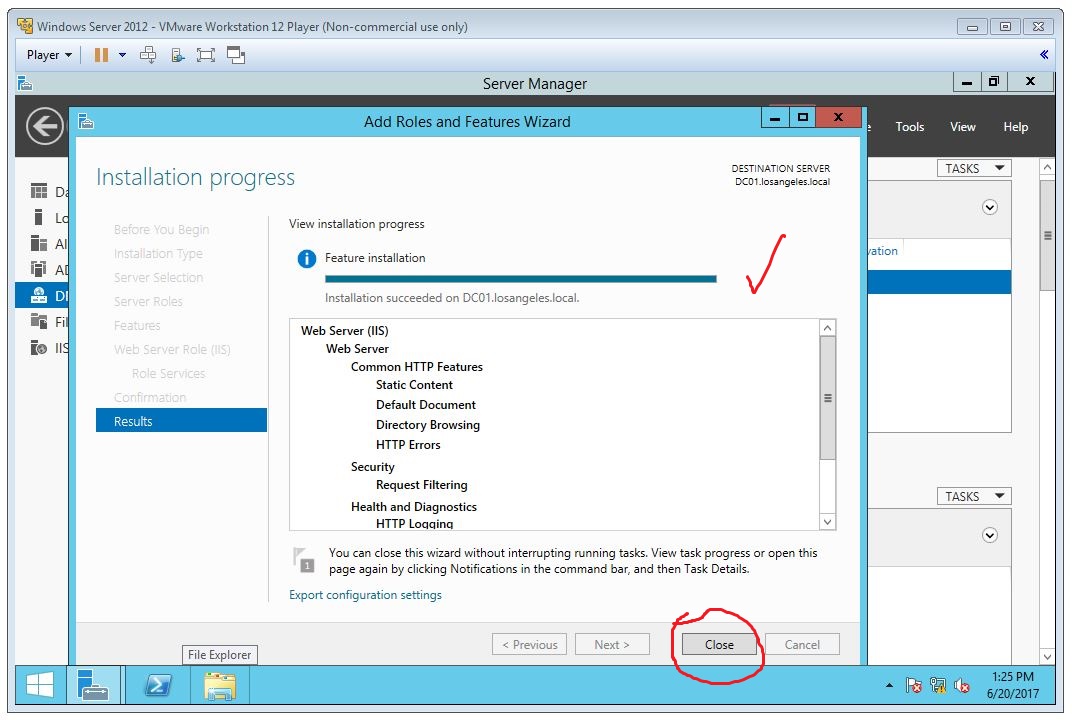 Windows Server 2012 - VMware Workstation 12 Player (Non-commercial use only)
Player
Server Manager
Add Roles and Features Wizard
Tools View Help
Installation progress
DESTINATION SERVER
DC01.losangeles.local
TASKS
Before You Begin
Installation Type
Server Selection
Server Roles
Features
Web Server Role (IIS)
Role Services
Confirmation
Results
View installation progress
Feature installation
Installation succeeded on DC01.losangeles.local.
Web Server (IIS)
Web Server
Common HTTP Features
Static Content
Default Document
Directory Browsing
HTTP Errors
Security
Request Filtering
Health and Diagnostics
HTTP Logging
1
You can close this wizard without interrupting running tasks. View task progress or open this
page again by clicking Notifications in the command bar, and then Task Details.
Export configuration settings
< Previous Next > Close Cancel
Da
Lo
Al
AD
Fil
IIS
vation
TASKS
File Explorer
1:25 PM
6/20/2017